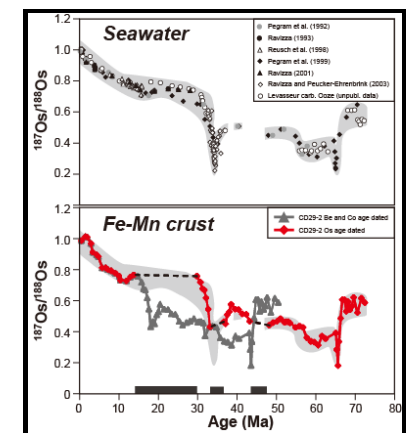 Seawater
Pegram et al. (1992)
Ravizza (1993)
Reusch et al. (1998)
Pegram et al. (1999)
Ravizza (2001)
Ravizza and Peucker-Ehrenbrink (2003)
Levasseur carb. Ooze (unpubl. data)
1.2
1.0
0.8
0.6
0.4
0.2
187Os/188Os
Fe-Mn crust
CD29-2 Be and Co age dated
CD29-2 Os age dated
1.2
1.0
0.8
0.6
0.4
0.2
0
187Os/188Os
0 10 20 30 40 50 60 70 80
Age (Ma)